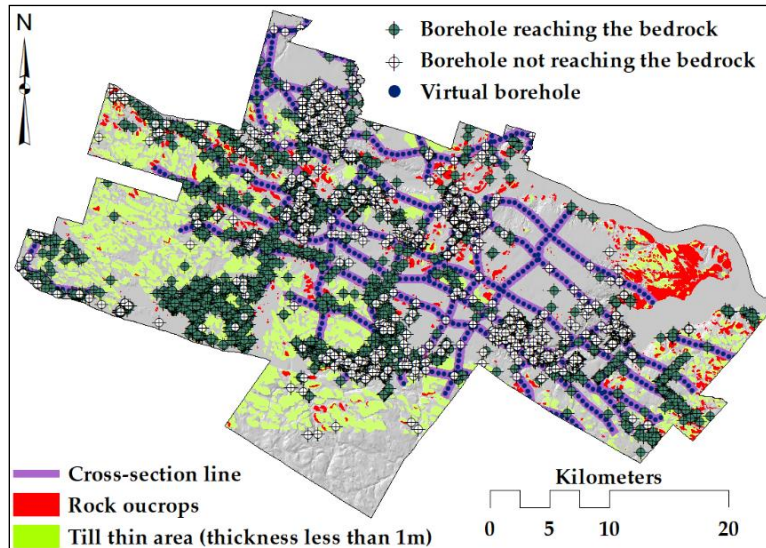 N
Borehole reaching the bedrock
Borehole not reaching the bedrock
Virtual borehole
Cross-section line
Rock oucrops
Till thin area (thickness less than 1m)
Kilometers
0 5 10 20